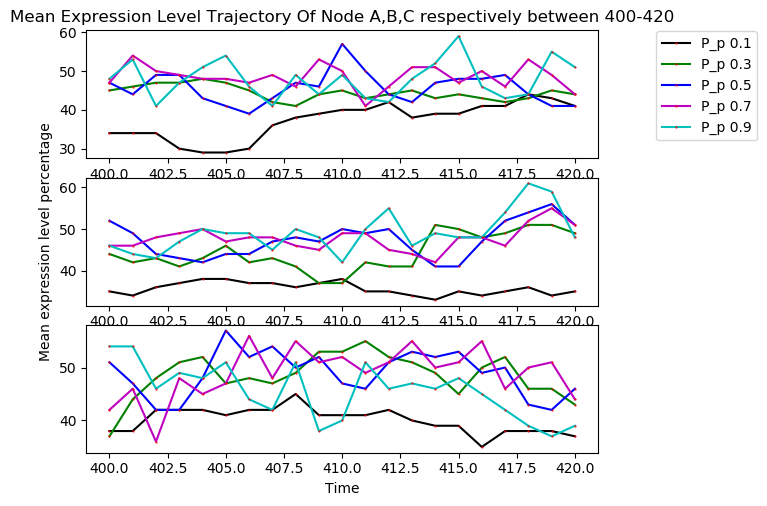 Mean Expression Level Trajectory Of Node A,B,C respectively between 400-420
60
50
40
30
400.0 402.5 405.0 407.5 410.0 412.5 415.0 417.5 420.0
P_p 0.1
P_p 0.3
P_p 0.5
P_p 0.7
P_p 0.9
Mean expression level percentage
60
50
40
400.0 402.5 405.0 407.5 410.0 412.5 415.0 417.5 420.0
50
40
400.0 402.5 405.0 407.5 410.0 412.5 415.0 417.5 420.0
Time